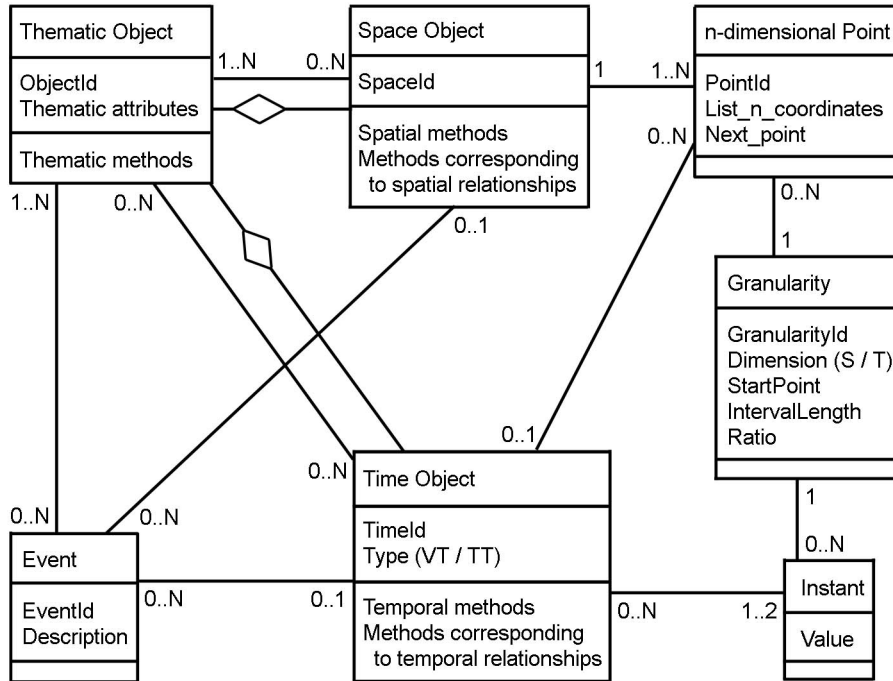 Thematic Object
ObjectId
Thematic attributes
Thematic methods
1..N
0..N
Space Object
SpaceId
Spatial methods
Methods corresponding
to spatial relationships
1
1..N
n-dimensional Point
PointId
List_n_coordinates
Next_point
0..N
1..N
0..N
0..1
0..N
1
Granularity
GranularityId
Dimension (S / T)
StartPoint
IntervalLength
Ratio
0..1
0..N
0..N
0..N
1
0..N
Event
EventId
Description
0..N
0..1
Time Object
TimeId
Type (VT / TT)
Temporal methods
Methods corresponding
to temporal relationships
0..N
1..2
Instant
Value